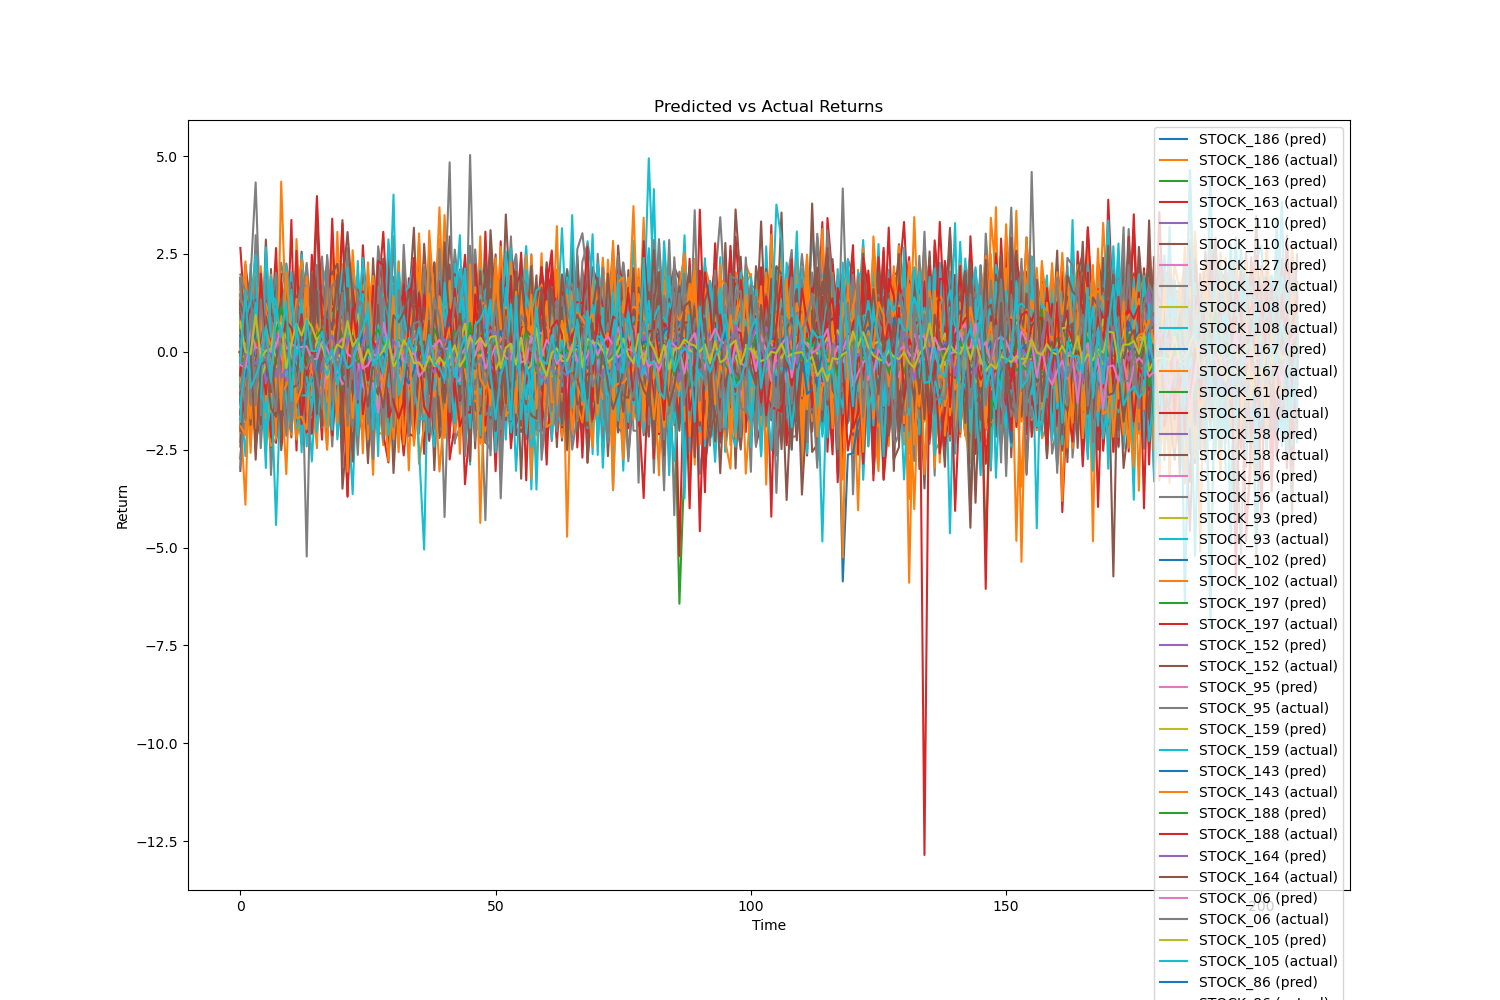 Predicted vs Actual Returns
5.0
2.5
0.0
−2.5
−5.0
−7.5
−10.0
−12.5
Return
0
50
100
150
200
Time
STOCK_186 (pred)
STOCK_186 (actual)
STOCK_163 (pred)
STOCK_163 (actual)
STOCK_110 (pred)
STOCK_110 (actual)
STOCK_127 (pred)
STOCK_127 (actual)
STOCK_108 (pred)
STOCK_108 (actual)
STOCK_167 (pred)
STOCK_167 (actual)
STOCK_61 (pred)
STOCK_61 (actual)
STOCK_58 (pred)
STOCK_58 (actual)
STOCK_56 (pred)
STOCK_56 (actual)
STOCK_93 (pred)
STOCK_93 (actual)
STOCK_102 (pred)
STOCK_102 (actual)
STOCK_197 (pred)
STOCK_197 (actual)
STOCK_152 (pred)
STOCK_152 (actual)
STOCK_95 (pred)
STOCK_95 (actual)
STOCK_159 (pred)
STOCK_159 (actual)
STOCK_143 (pred)
STOCK_143 (actual)
STOCK_188 (pred)
STOCK_188 (actual)
STOCK_164 (pred)
STOCK_164 (actual)
STOCK_06 (pred)
STOCK_06 (actual)
STOCK_105 (pred)
STOCK_105 (actual)
STOCK_86 (pred)